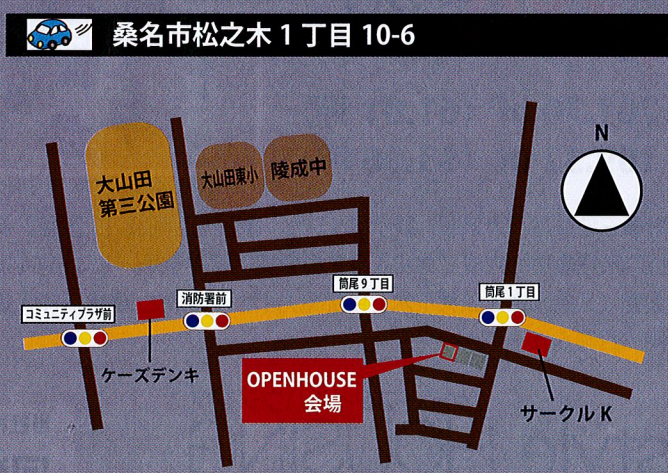 桑名市松之木1丁目10-6
N
大山田
第三公園
大山田東小
陵成中
コミュニティプラザ前
消防署前
筒尾9丁目
筒尾1丁目
ケーズデンキ
OPENHOUSE
会場
サークルK